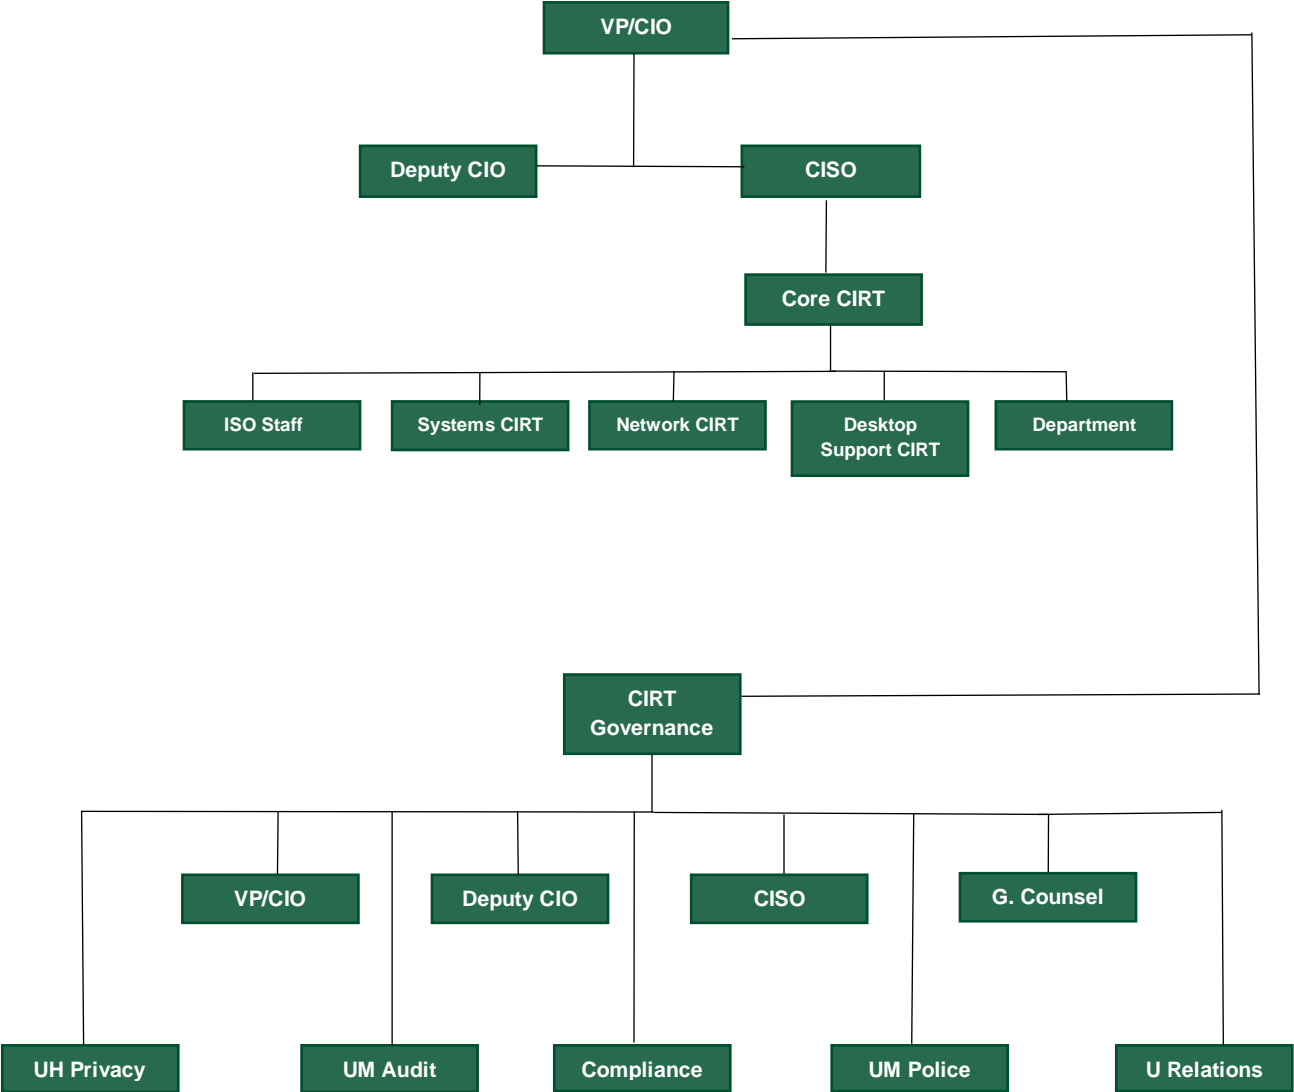 VP/CIO
Deputy CIO
CISO
Core CIRT
ISO Staff
Systems CIRT
Network CIRT
Desktop
Support CIRT
Department
CIRT
Governance
VP/CIO
Deputy CIO
CISO
G. Counsel
UH Privacy
UM Audit
Compliance
UM Police
U Relations